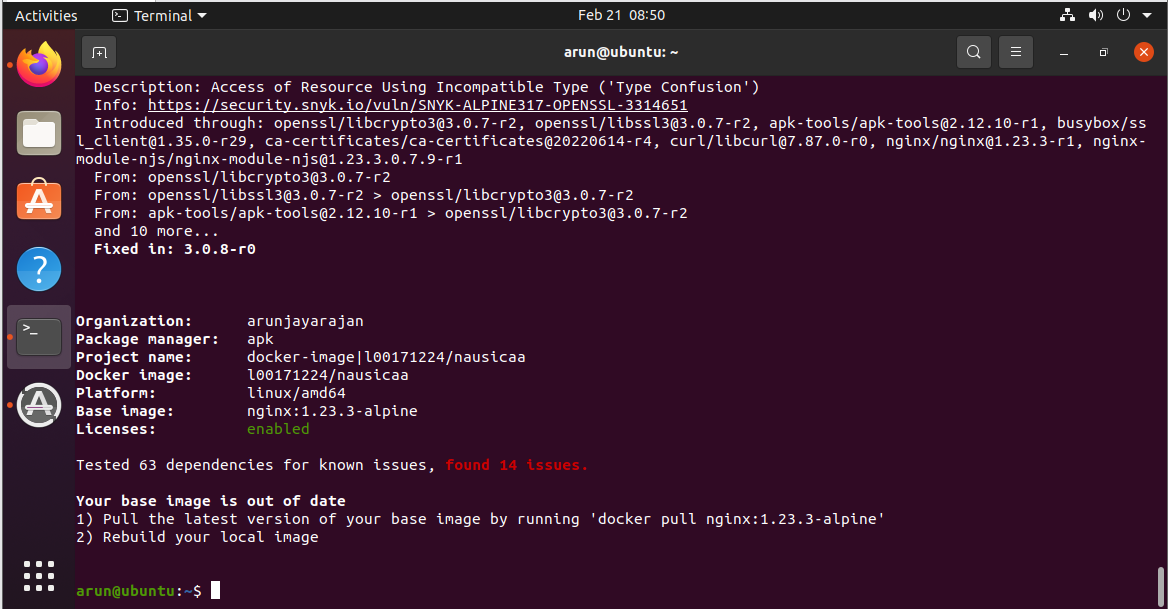 Activities
Terminal
Feb 21 08:50
arun@ubuntu: ~
Description: Access of Resource Using Incompatible Type ('Type Confusion')
Info: https://security.snyk.io/vuln/SNYK-ALPINE317-OPENSSL-3314651
Introduced through: openssl/libcrypto3@3.0.7-r2, openssl/libssl3@3.0.7-r2, apk-tools/apk-tools@2.12.10-r1, busybox/ss
l_client@1.35.0-r29, ca-certificates/ca-certificates@20220614-r4, curl/libcurl@7.87.0-r0, nginx/nginx@1.23.3-r1, nginx-
module-njs/nginx-module-njs@1.23.3.0.7.9-r1
From: openssl/libcrypto3@3.0.7-r2
From: openssl/libssl3@3.0.7-r2 > openssl/libcrypto3@3.0.7-r2
From: apk-tools/apk-tools@2.12.10-r1 > openssl/libcrypto3@3.0.7-r2
and 10 more...
Fixed in: 3.0.8-r0
Organization: arunjayarajan
Package manager: apk
Project name: docker-image|l00171224/nausicaa
Docker image: l00171224/nausicaa
Platform: linux/amd64
Base image: nginx:1.23.3-alpine
Licenses: enabled
Tested 63 dependencies for known issues, found 14 issues.
Your base image is out of date
1) Pull the latest version of your base image by running 'docker pull nginx:1.23.3-alpine'
2) Rebuild your local image
arun@ubuntu:~$